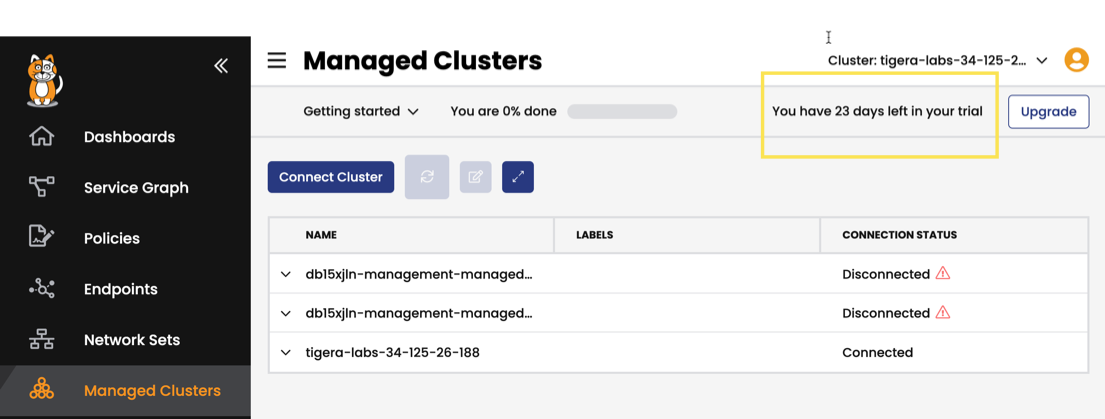 Managed Clusters
Cluster: tigera-labs-34-125-2...
Getting started
You are 0% done
You have 23 days left in your trial
Upgrade
Dashboards
Service Graph
Policies
Endpoints
Network Sets
Managed Clusters
Connect Cluster
NAME LABELS CONNECTION STATUS
db15xjln-management-managed... Disconnected
db15xjln-management-managed... Disconnected
tigera-labs-34-125-26-188 Connected